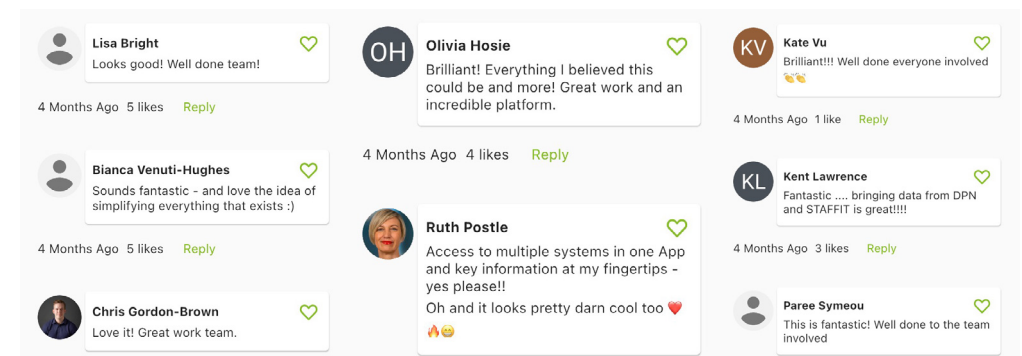 Lisa Bright
Looks good! Well done team!
4 Months Ago 5 likes Reply
Bianca Venuti-Hughes
Sounds fantastic - and love the idea of
simplifying everything that exists :)
4 Months Ago 5 likes Reply
Chris Gordon-Brown
Love it! Great work team.
OH
Olivia Hosie
Brilliant! Everything I believed this
could be and more! Great work and an
incredible platform.
4 Months Ago 4 likes Reply
Ruth Postle
Access to multiple systems in one App
and key information at my fingertips -
yes please!!
Oh and it looks pretty darn cool too ❤️
🔥😁
KV
Kate Vu
Brilliant!!! Well done everyone involved
👏👏
4 Months Ago 1 like Reply
KL
Kent Lawrence
Fantastic .... bringing data from DPN
and STAFFIT is great!!!!
4 Months Ago 3 likes Reply
Paree Symeou
This is fantastic! Well done to the team
involved